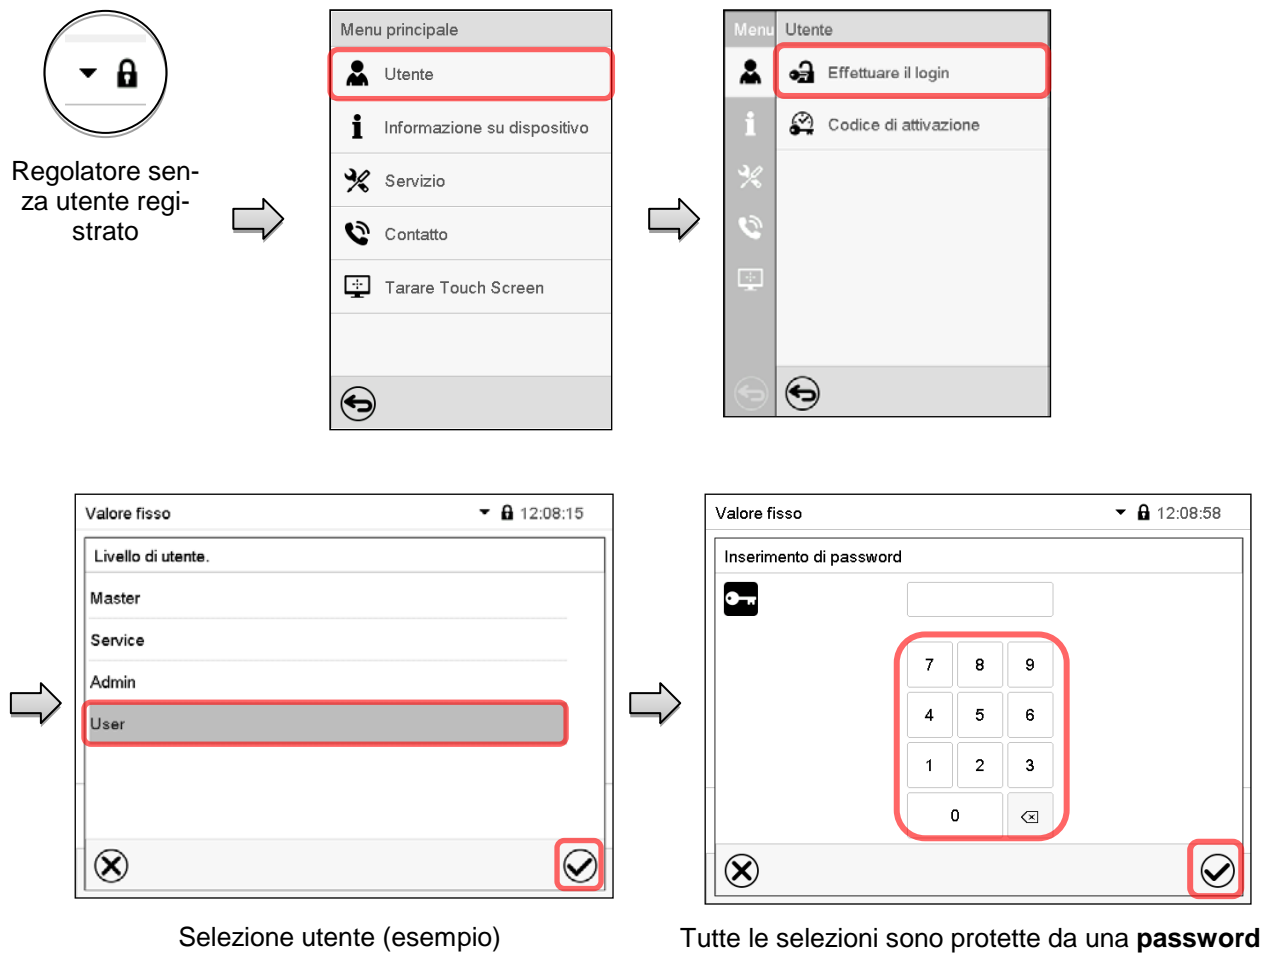 Regolatore sen-
za utente regi-
strato
Menu principale
Utente
Informazione su dispositivo
Servizio
Contatto
Tarare Touch Screen
Menu
Utente
Effettuare il login
Codice di attivazione
Valore fisso
12:08:15
Livello di utente.
Master
Service
Admin
User
Selezione utente (esempio)
Valore fisso
12:08:58
Inserimento di password
7 8 9
4 5 6
1 2 3
0
Tutte le selezioni sono protette da una password